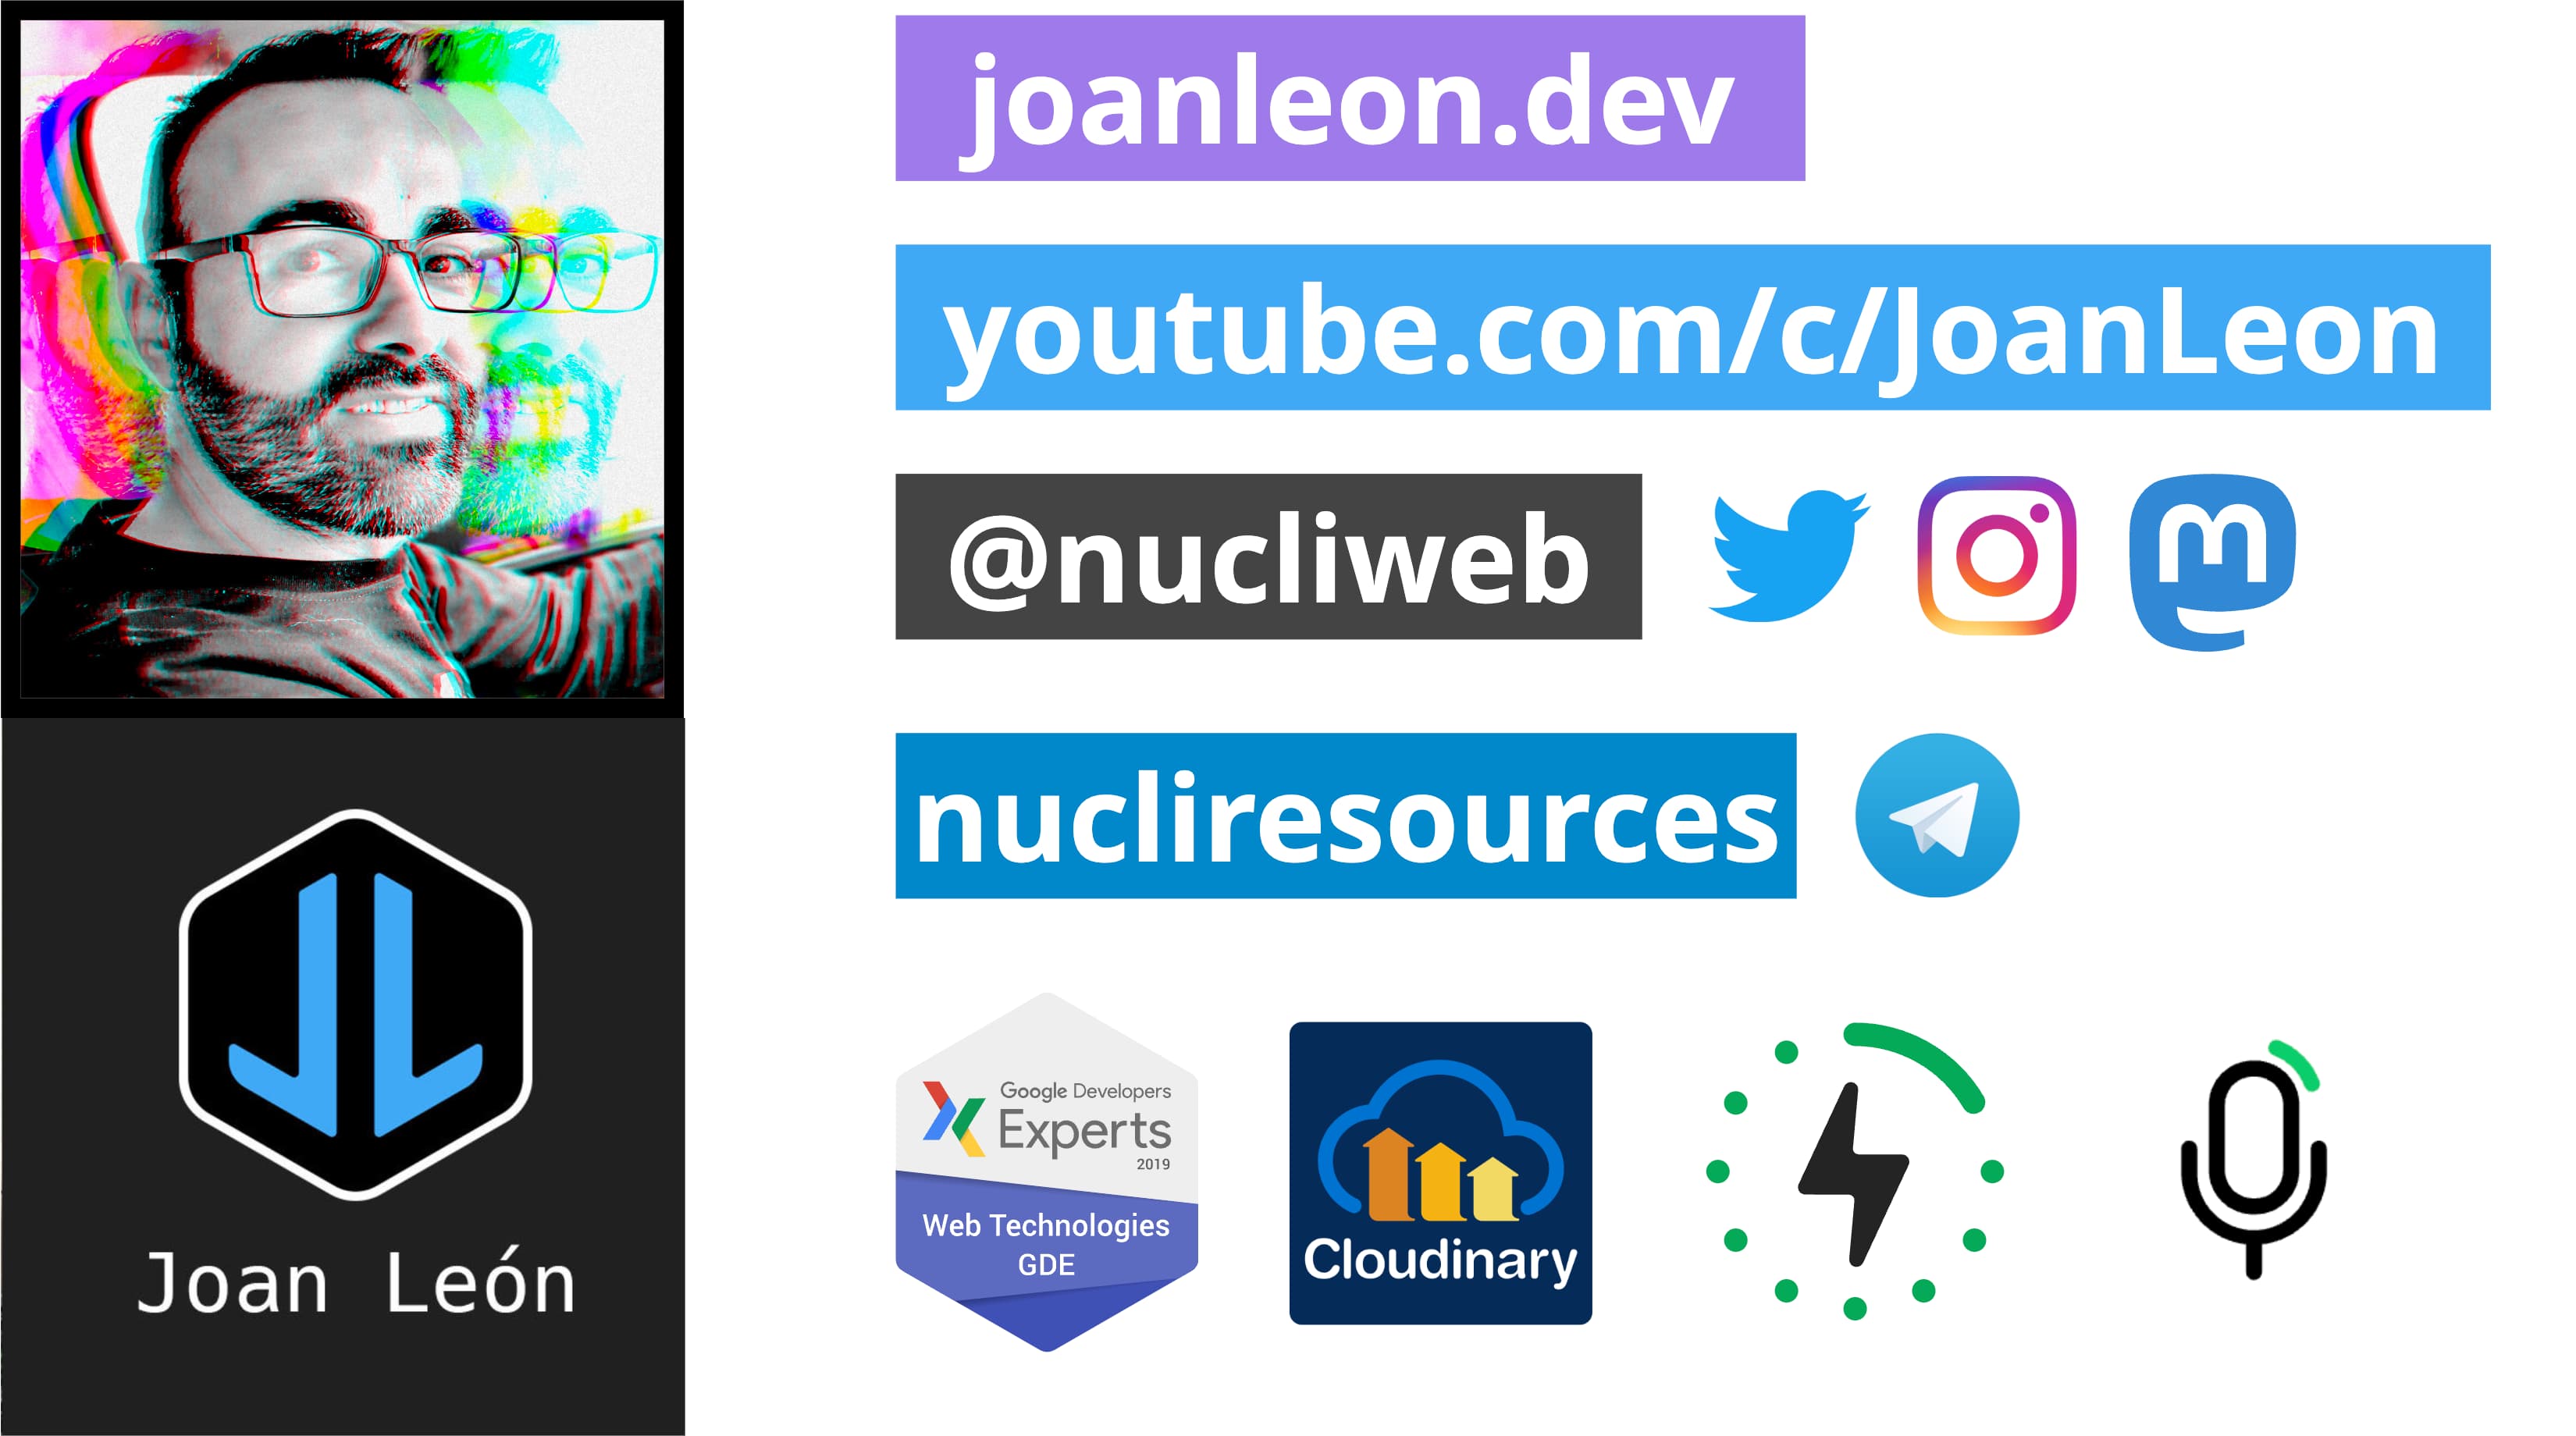 joanleon.dev
youtube.com/c/JoanLeon
@nucliweb
nucliresources
Joan León
Google Developers
Experts
2019
Web Technologies
GDE
Cloudinary